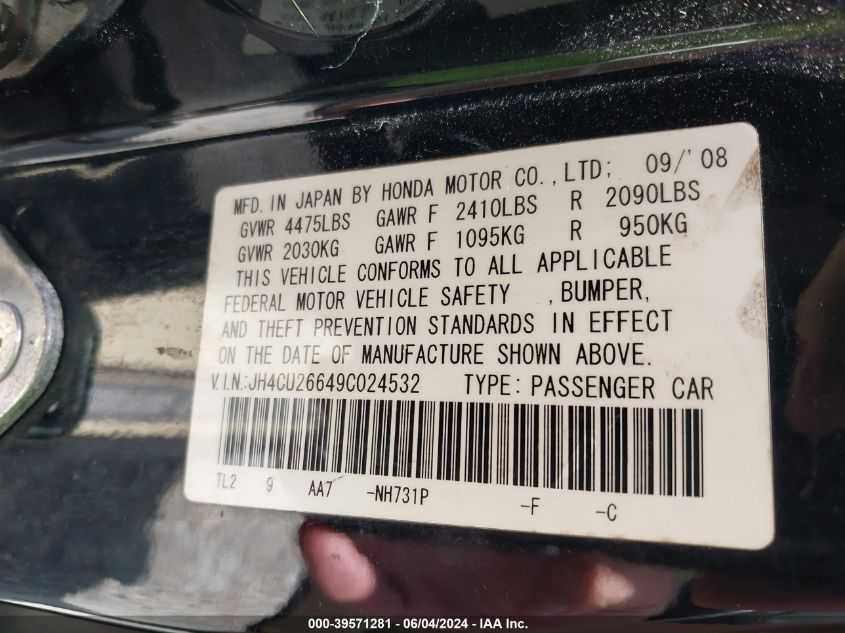 MFD. IN JAPAN BY HONDA MOTOR CO., LTD; 09/'08
GVWR 4475LBS GAWR F 2410LBS R 2090LBS
GVWR 2030KG GAWR F 1095KG R 950KG
THIS VEHICLE CONFORMS TO ALL APPLICABLE
FEDERAL MOTOR VEHICLE SAFETY , BUMPER,
AND THEFT PREVENTION STANDARDS IN EFFECT
ON THE DATE OF MANUFACTURE SHOWN ABOVE.
V.I.N:JH4CU26649C024532 TYPE: PASSENGER CAR
TL2 9 AA7 -NH731P -F -C
000-39571281 - 06/04/2024 - IAA Inc.